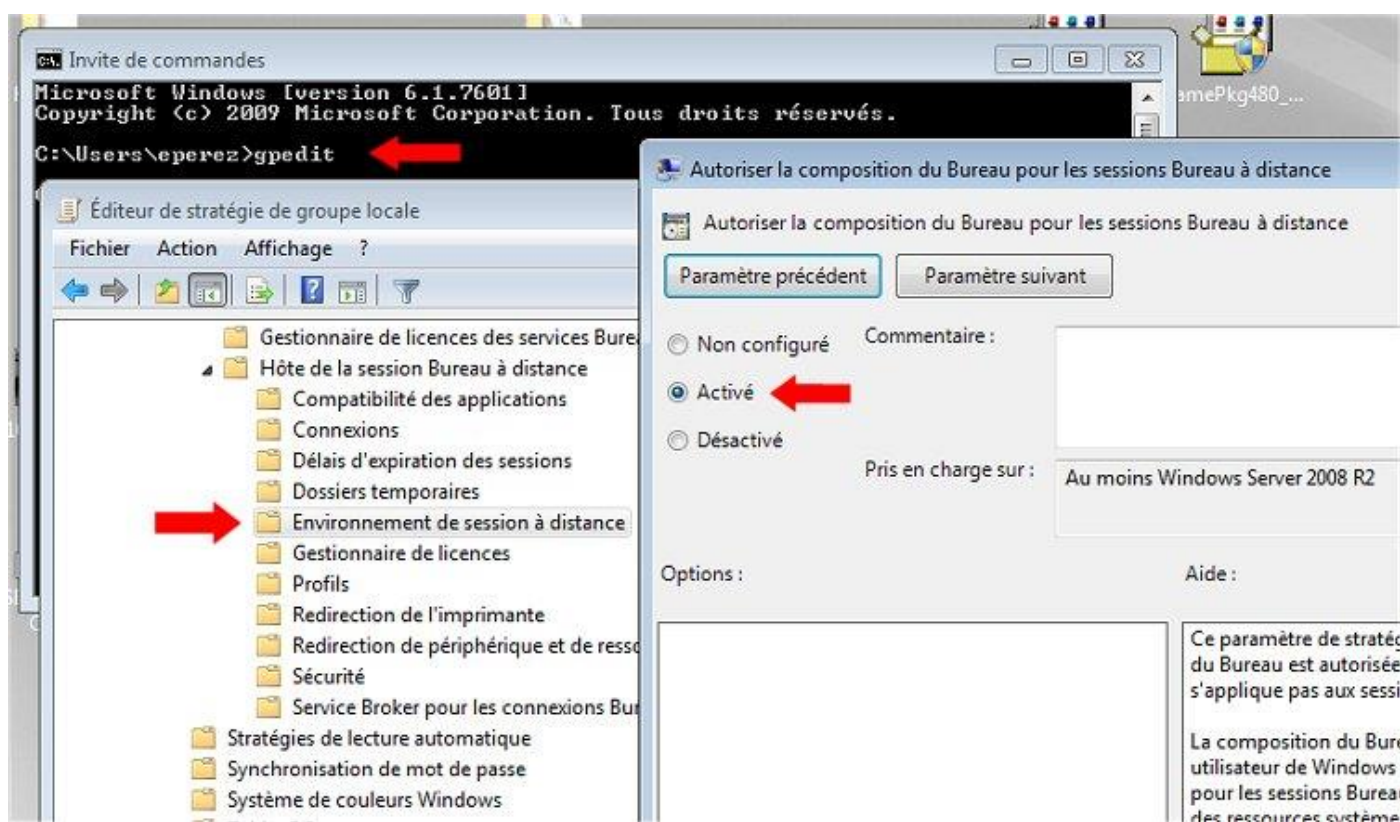 Invite de commandes
Microsoft Windows [version 6.1.7601]
Copyright (c) 2009 Microsoft Corporation. Tous droits réservés.
C:\Users\eperez>gpedit
amePkg480_...
Éditeur de stratégie de groupe locale
Fichier Action Affichage ?
Gestionnaire de licences des services Burea
Hôte de la session Bureau à distance
Compatibilité des applications
Connexions
Délais d'expiration des sessions
Dossiers temporaires
Environnement de session à distance
Gestionnaire de licences
Profils
Redirection de l'imprimante
Redirection de périphérique et de resso
Sécurité
Service Broker pour les connexions Bur
Stratégies de lecture automatique
Synchronisation de mot de passe
Système de couleurs Windows
Autoriser la composition du Bureau pour les sessions Bureau à distance
Autoriser la composition du Bureau pour les sessions Bureau à distance
Paramètre précédent Paramètre suivant
Non configuré
Commentaire :
Activé
Désactivé
Pris en charge sur : Au moins Windows Server 2008 R2
Options : Aide :
Ce paramètre de stratég
du Bureau est autorisée
s'applique pas aux sessi
La composition du Bure
utilisateur de Windows
pour les sessions Bureau
des ressources système